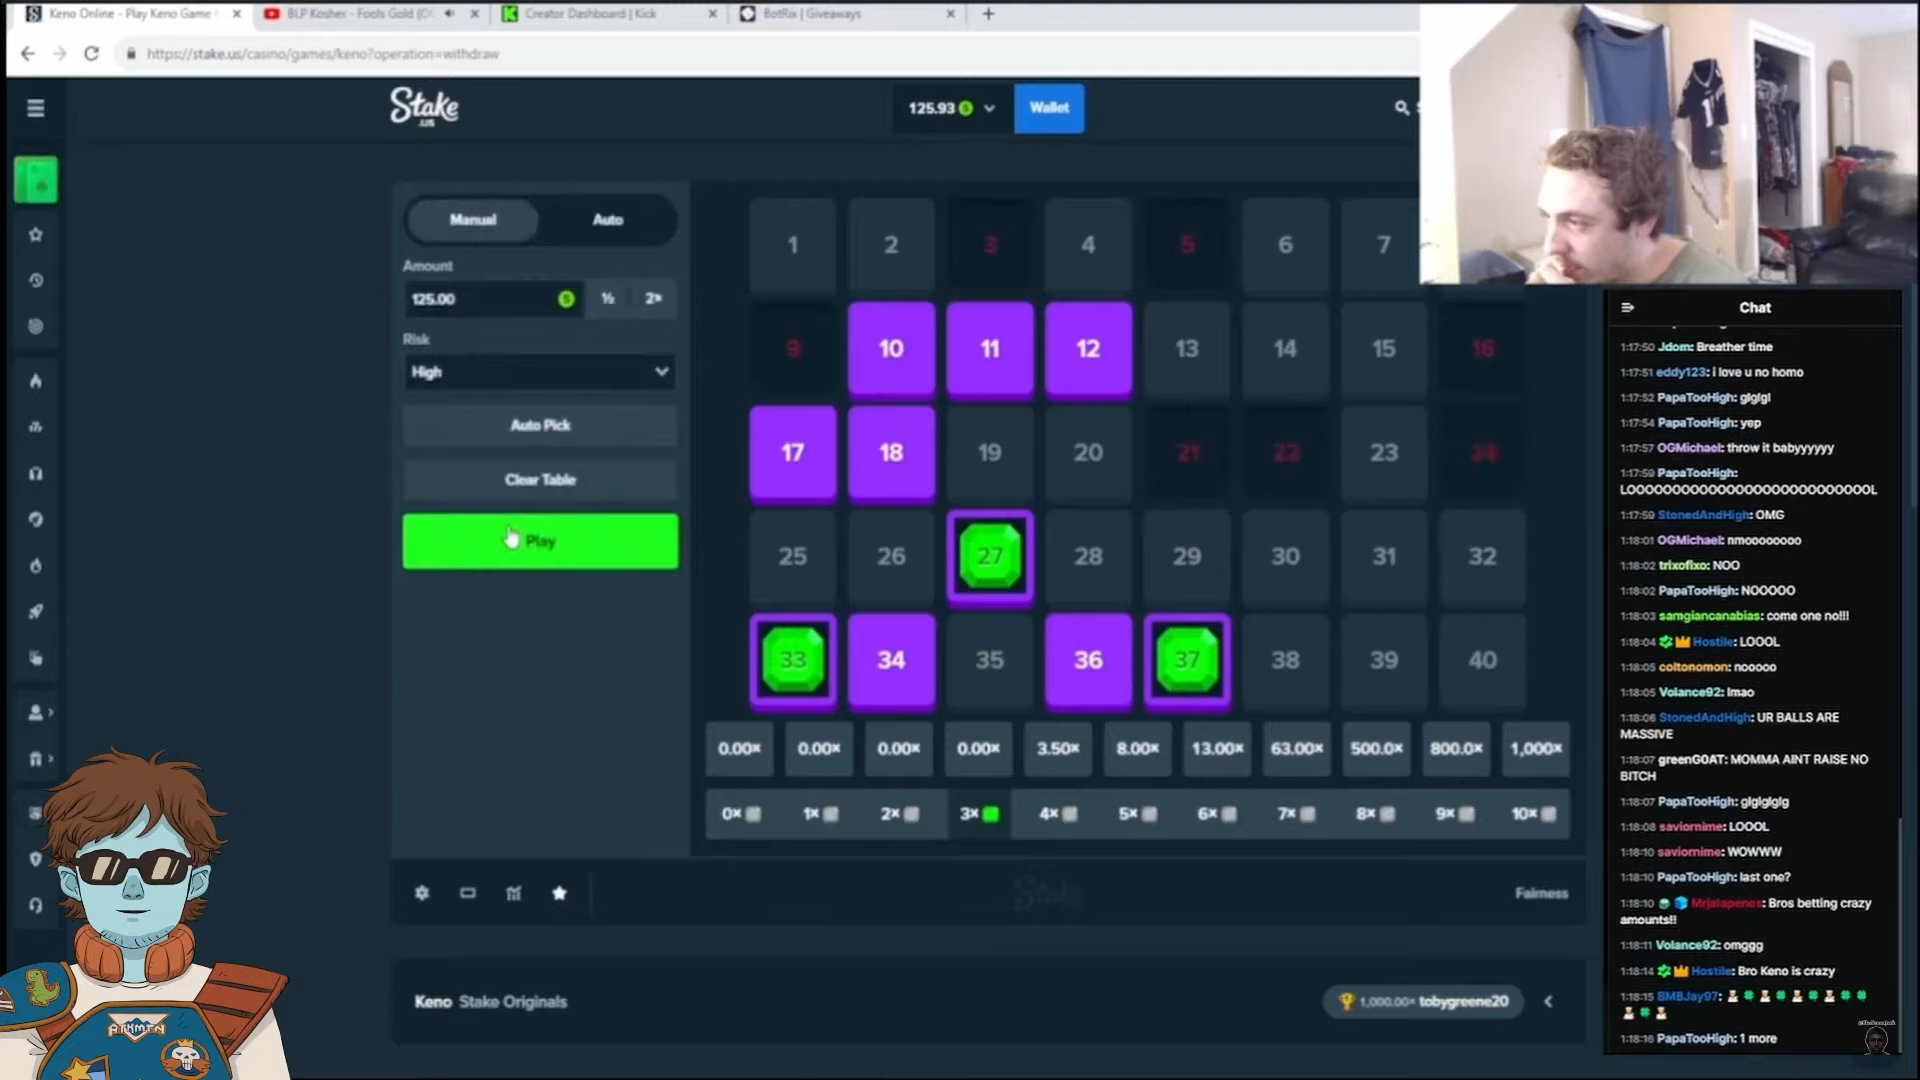 Keno Online - Play Keno Game
BLP Kosher - Fools Gold (O
Creator Dashboard | Kick
BotRix | Giveaways
https://stake.us/casino/games/keno?operation=withdraw
Stake
.US
125.93
Wallet
Manual
Auto
Amount
125.00
½
2×
Risk
High
Auto Pick
Clear Table
Play
1
2
3
4
5
6
7
9
10
11
12
13
14
15
16
17
18
19
20
21
22
23
24
25
26
27
28
29
30
31
32
33
34
35
36
37
38
39
40
0.00×
0.00×
0.00×
0.00×
3.50×
8.00×
13.00×
63.00×
500.0×
800.0×
1,000×
0×
1×
2×
3×
4×
5×
6×
7×
8×
9×
10×
Stake
Fairness
Keno Stake Originals
1,000.00× tobygreene20
Chat
1:17:50 Jdom: Breather time
1:17:51 eddy123: i love u no homo
1:17:52 PapaTooHigh: glglgl
1:17:54 PapaTooHigh: yep
1:17:57 OGMichael: throw it babyyyyyy
1:17:59 PapaTooHigh:
LOOOOOOOOOOOOOOOOOOOOOOOOOOOL
1:17:59 StonedAndHigh: OMG
1:18:01 OGMichael: nmoooooooo
1:18:02 trixofixo: NOO
1:18:02 PapaTooHigh: NOOOOO
1:18:03 samgiancanabias: come one no!!!
1:18:04 Hostile: LOOOL
1:18:05 coltonomon: nooooo
1:18:05 Volance92: lmao
1:18:06 StonedAndHigh: UR BALLS ARE
MASSIVE
1:18:07 greenG0AT: MOMMA AINT RAISE NO
BITCH
1:18:07 PapaTooHigh: glglglglg
1:18:08 saviornime: LOOOL
1:18:10 saviornime: WOWWW
1:18:10 PapaTooHigh: last one?
1:18:10 Mrjalapenos: Bros betting crazy
amounts!!
1:18:11 Volance92: omggg
1:18:14 Hostile: Bro Keno is crazy
1:18:15 BMBJay97:
1:18:16 PapaTooHigh: 1 more